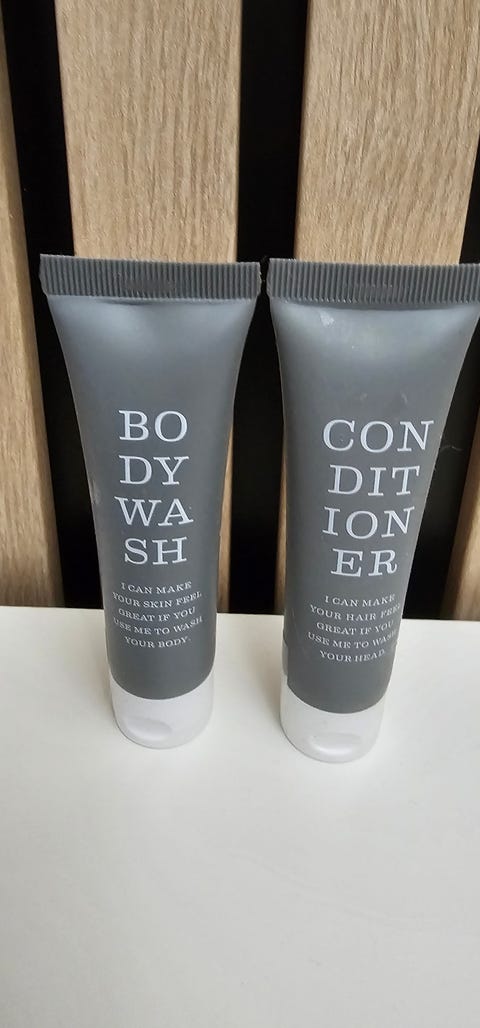 BO
DY
WA
SH
I CAN MAKE
YOUR SKIN FEEL
GREAT IF YOU
USE ME TO WASH
YOUR BODY.
CON
DIT
ION
ER
I CAN MAKE
YOUR HAIR FEEL
GREAT IF YOU
USE ME TO WASH
YOUR HEAD.